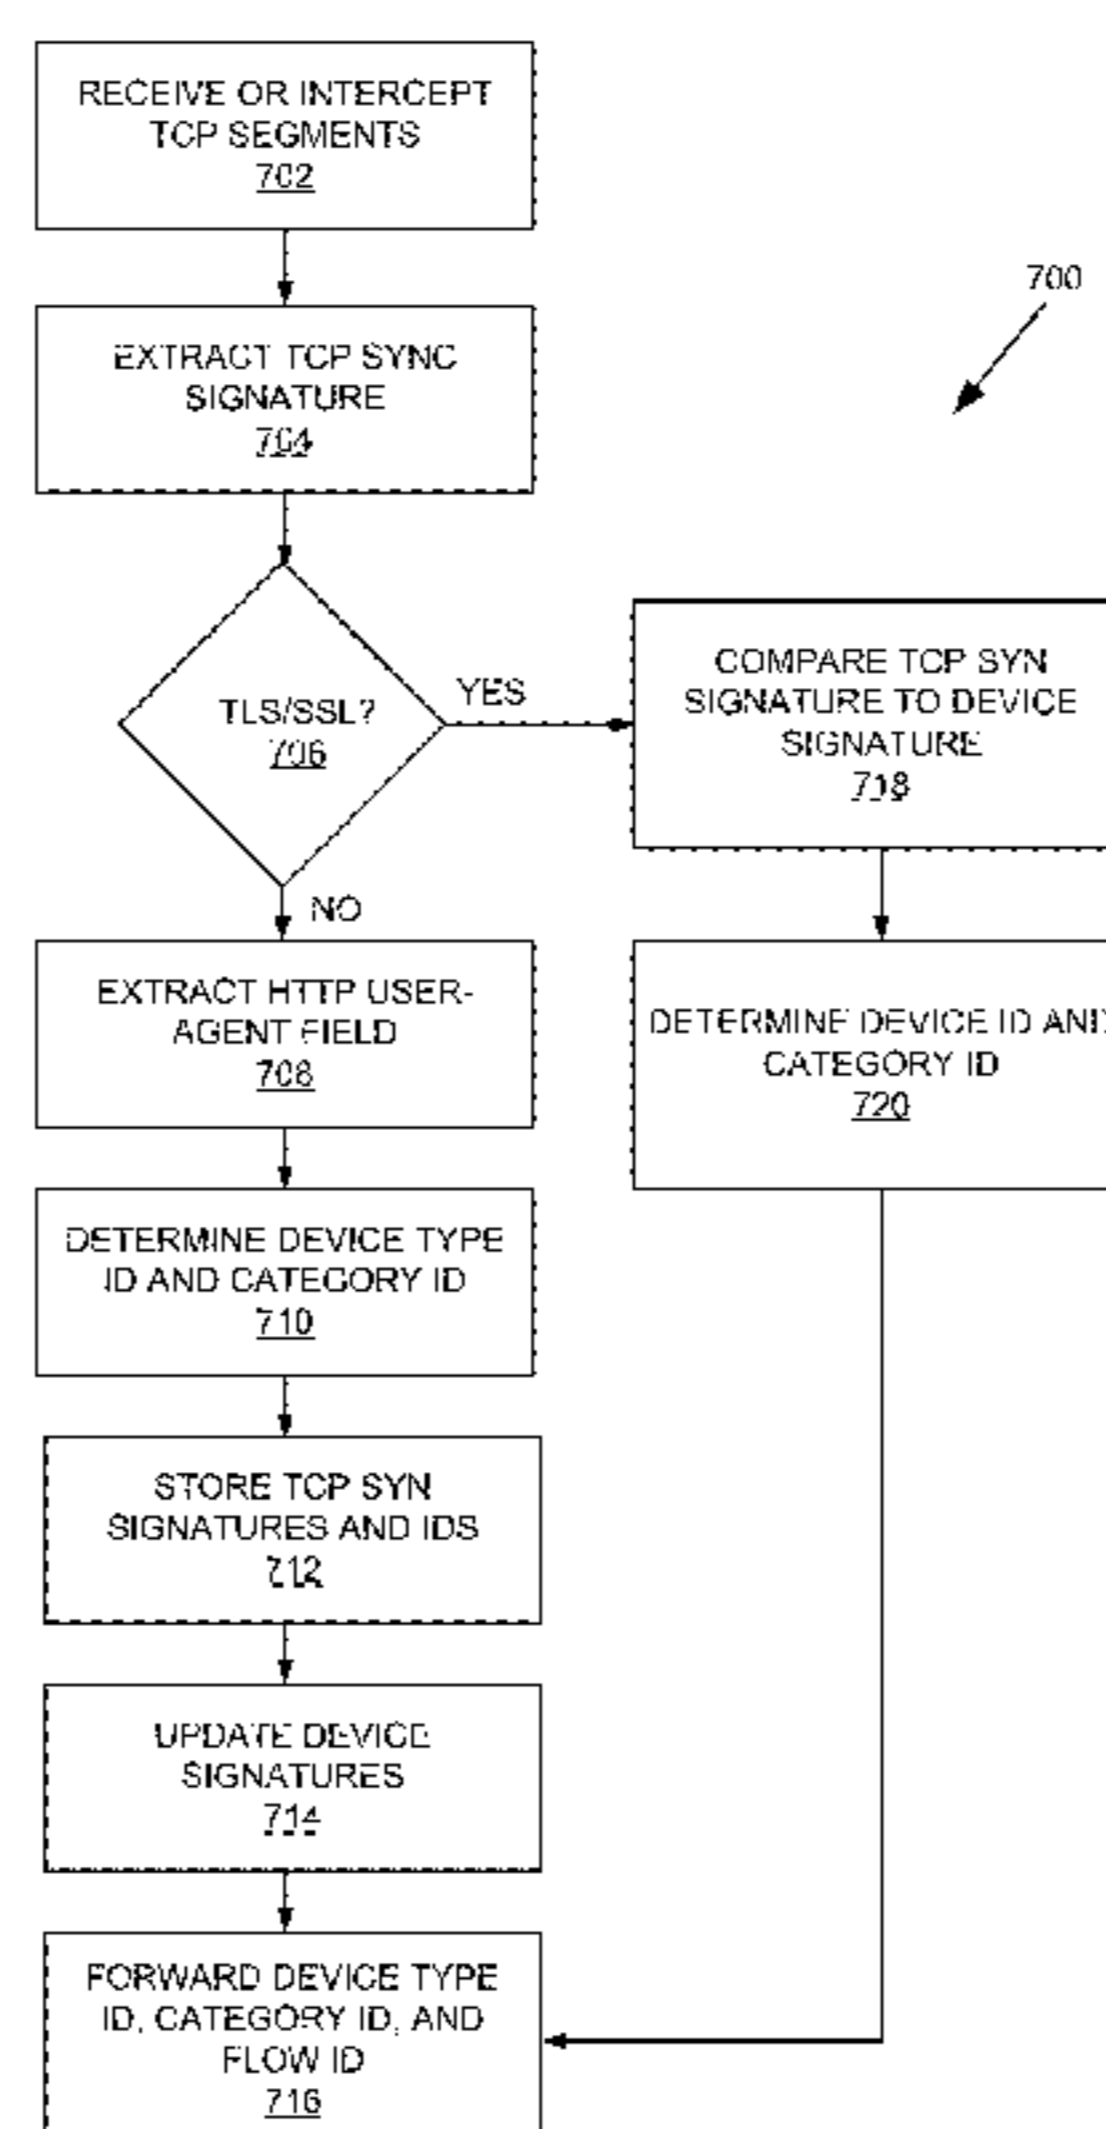 RECEIVE OR INTERCEPT
TCP SEGMENTS
702
700
EXTRACT TCP SYNC
SIGNATURE
704
TLS/SSL?
706
YES
COMPARE TCP SYN
SIGNATURE TO DEVICE
SIGNATURE
718
NO
EXTRACT HTTP USER-
AGENT FIELD
708
DETERMINE DEVICE ID AND
CATEGORY ID
720
DETERMINE DEVICE TYPE
ID AND CATEGORY ID
710
STORE TCP SYN
SIGNATURES AND IDS
712
UPDATE DEVICE
SIGNATURES
714
FORWARD DEVICE TYPE
ID, CATEGORY ID, AND
FLOW ID
716